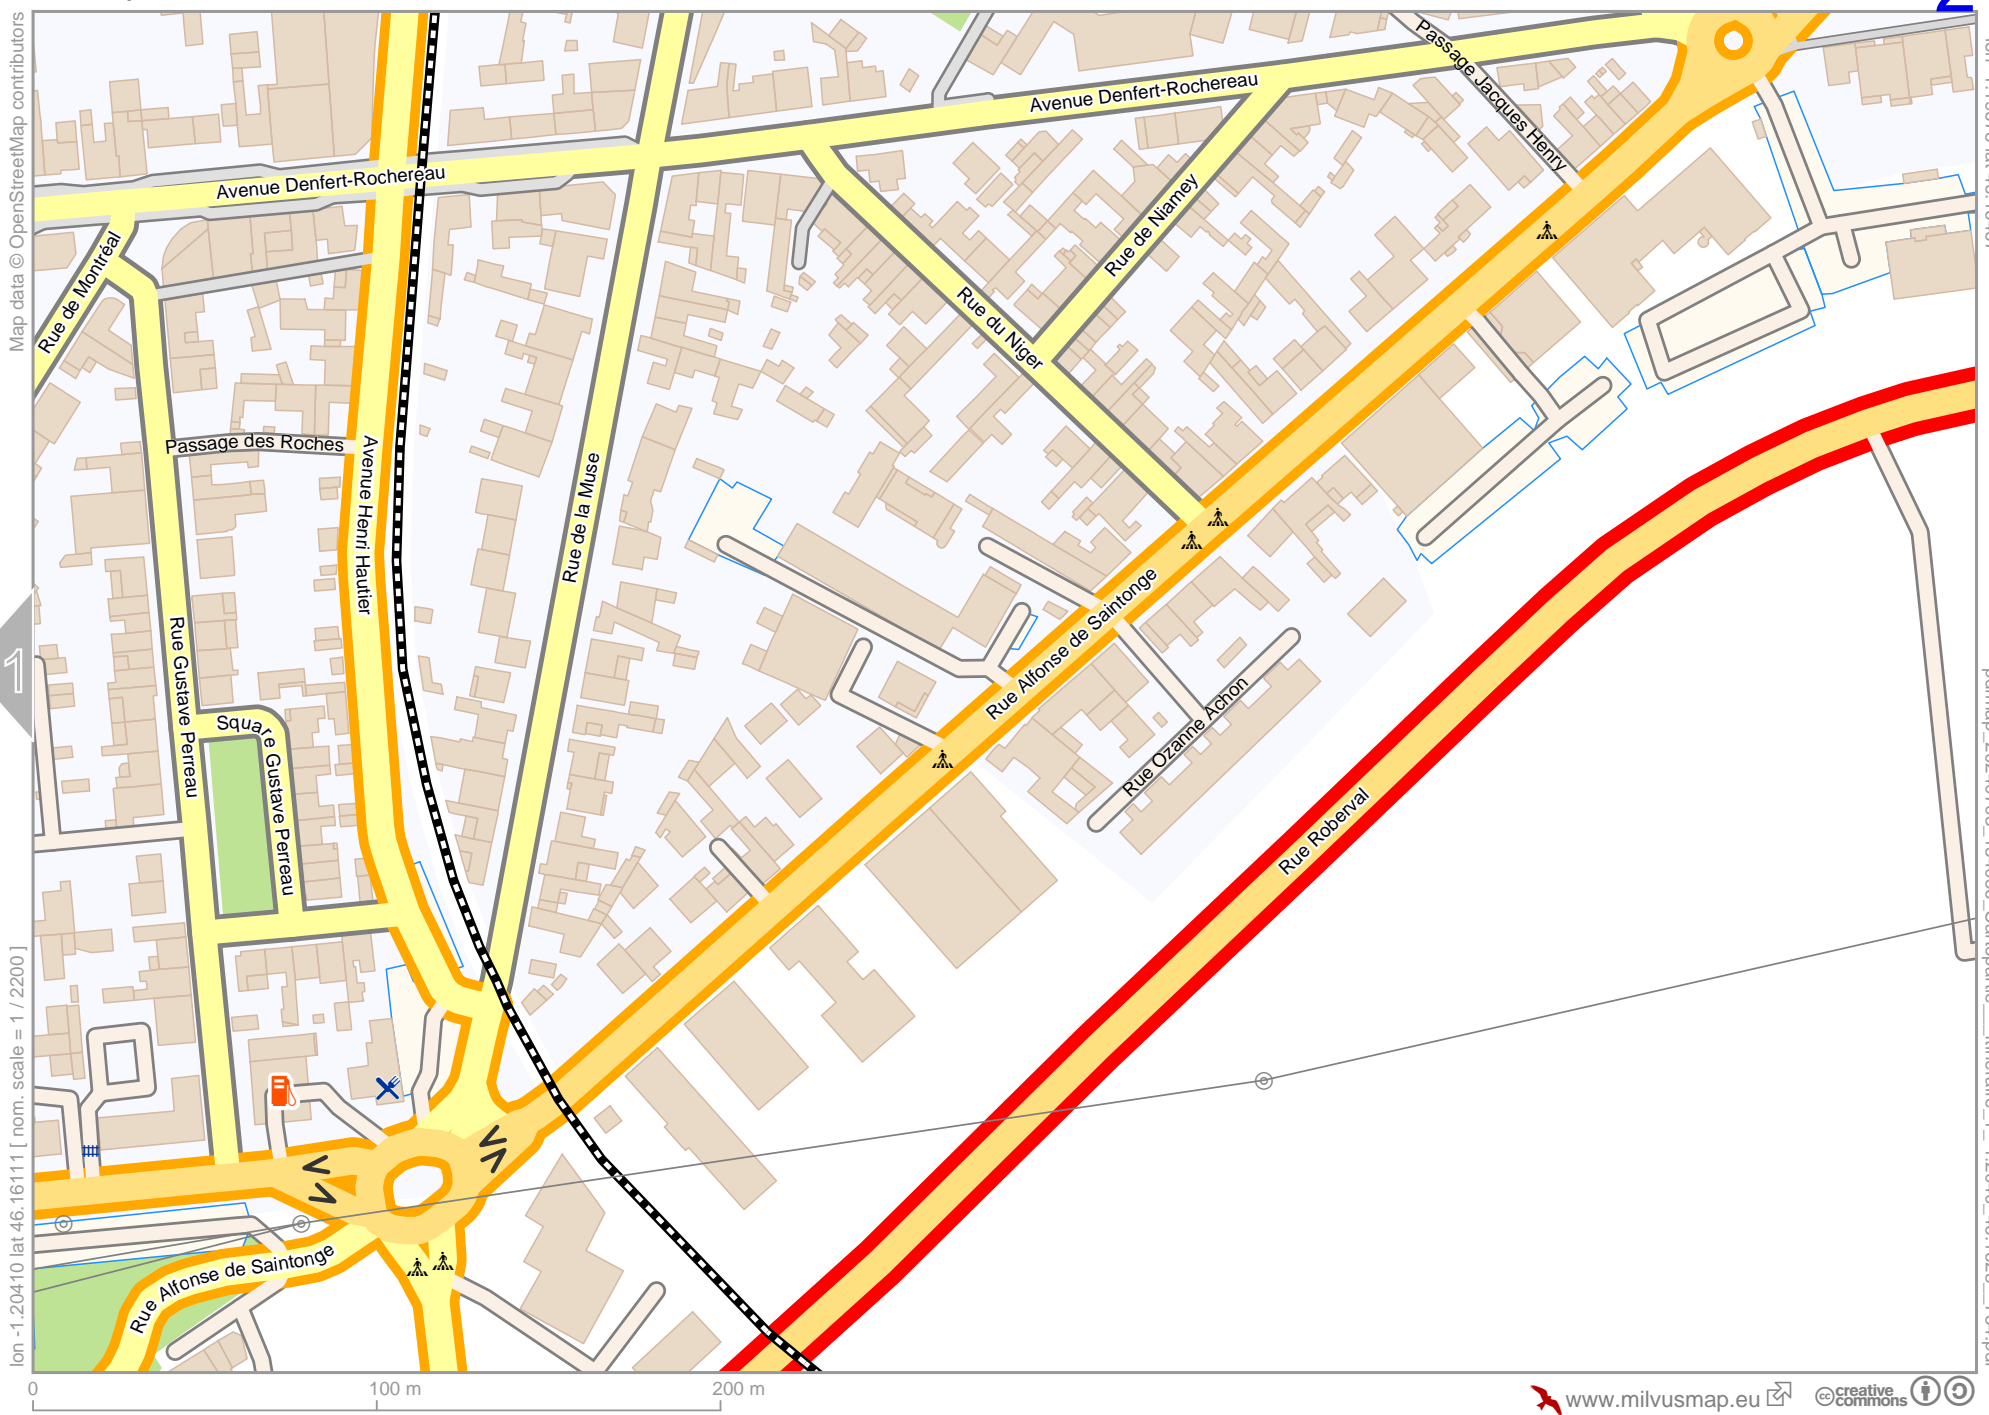 Map data © OpenStreetMap contributors
Passage Jacques Henry
Avenue Denfert-Rochereau
Avenue Denfert-Rochereau
Rue de Montréal
Rue de Niamey
Rue du Niger
Passage des Roches
Avenue Henri Hautier
Rue de la Muse
Rue Gustave Perreau
Rue Alfonse de Saintonge
1
Square Gustave Perreau
Rue Ozanne Achon
Rue Roberval
Rue Alfonse de Saintonge
lon -1.20410 lat 46.16111 [ nom. scale = 1 / 2200 ]
0
100 m
200 m
www.milvusmap.eu
cc creative commons